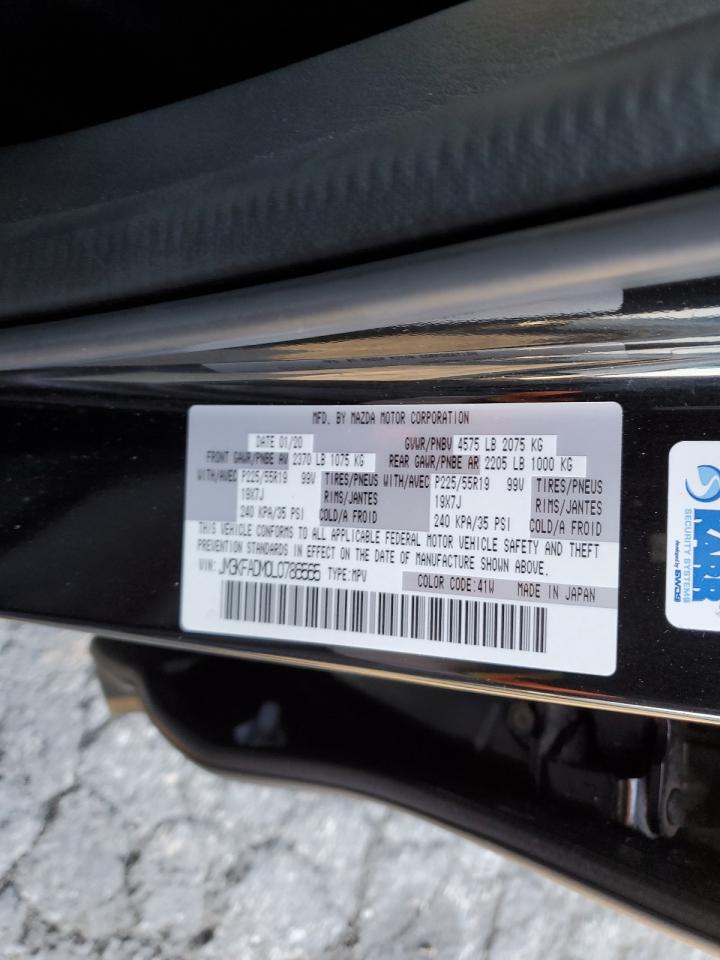 MFD. BY MAZDA MOTOR CORPORATION
DATE 01/20 GVWR/PNBV 4575 LB 2075 KG
FRONT GAWR/PNBE AV 2370 LB 1075 KG REAR GAWR/PNBE AR 2205 LB 1000 KG
WITH/AVEC P225/55R19 99V TIRES/PNEUS WITH/AVEC P225/55R19 99V TIRES/PNEUS
19X7J RIMS/JANTES 19X7J RIMS/JANTES
240 KPA/35 PSI COLD/A FROID 240 KPA/35 PSI COLD/A FROID
THIS VEHICLE CONFORMS TO ALL APPLICABLE FEDERAL MOTOR VEHICLE SAFETY AND THEFT
PREVENTION STANDARDS IN EFFECT ON THE DATE OF MANUFACTURE SHOWN ABOVE.
VIN: JM3KFADM0L0786565 TYPE:MPV
COLOR CODE:41W MADE IN JAPAN
KARR
SECURITY SYSTEMS
developed by SWDS